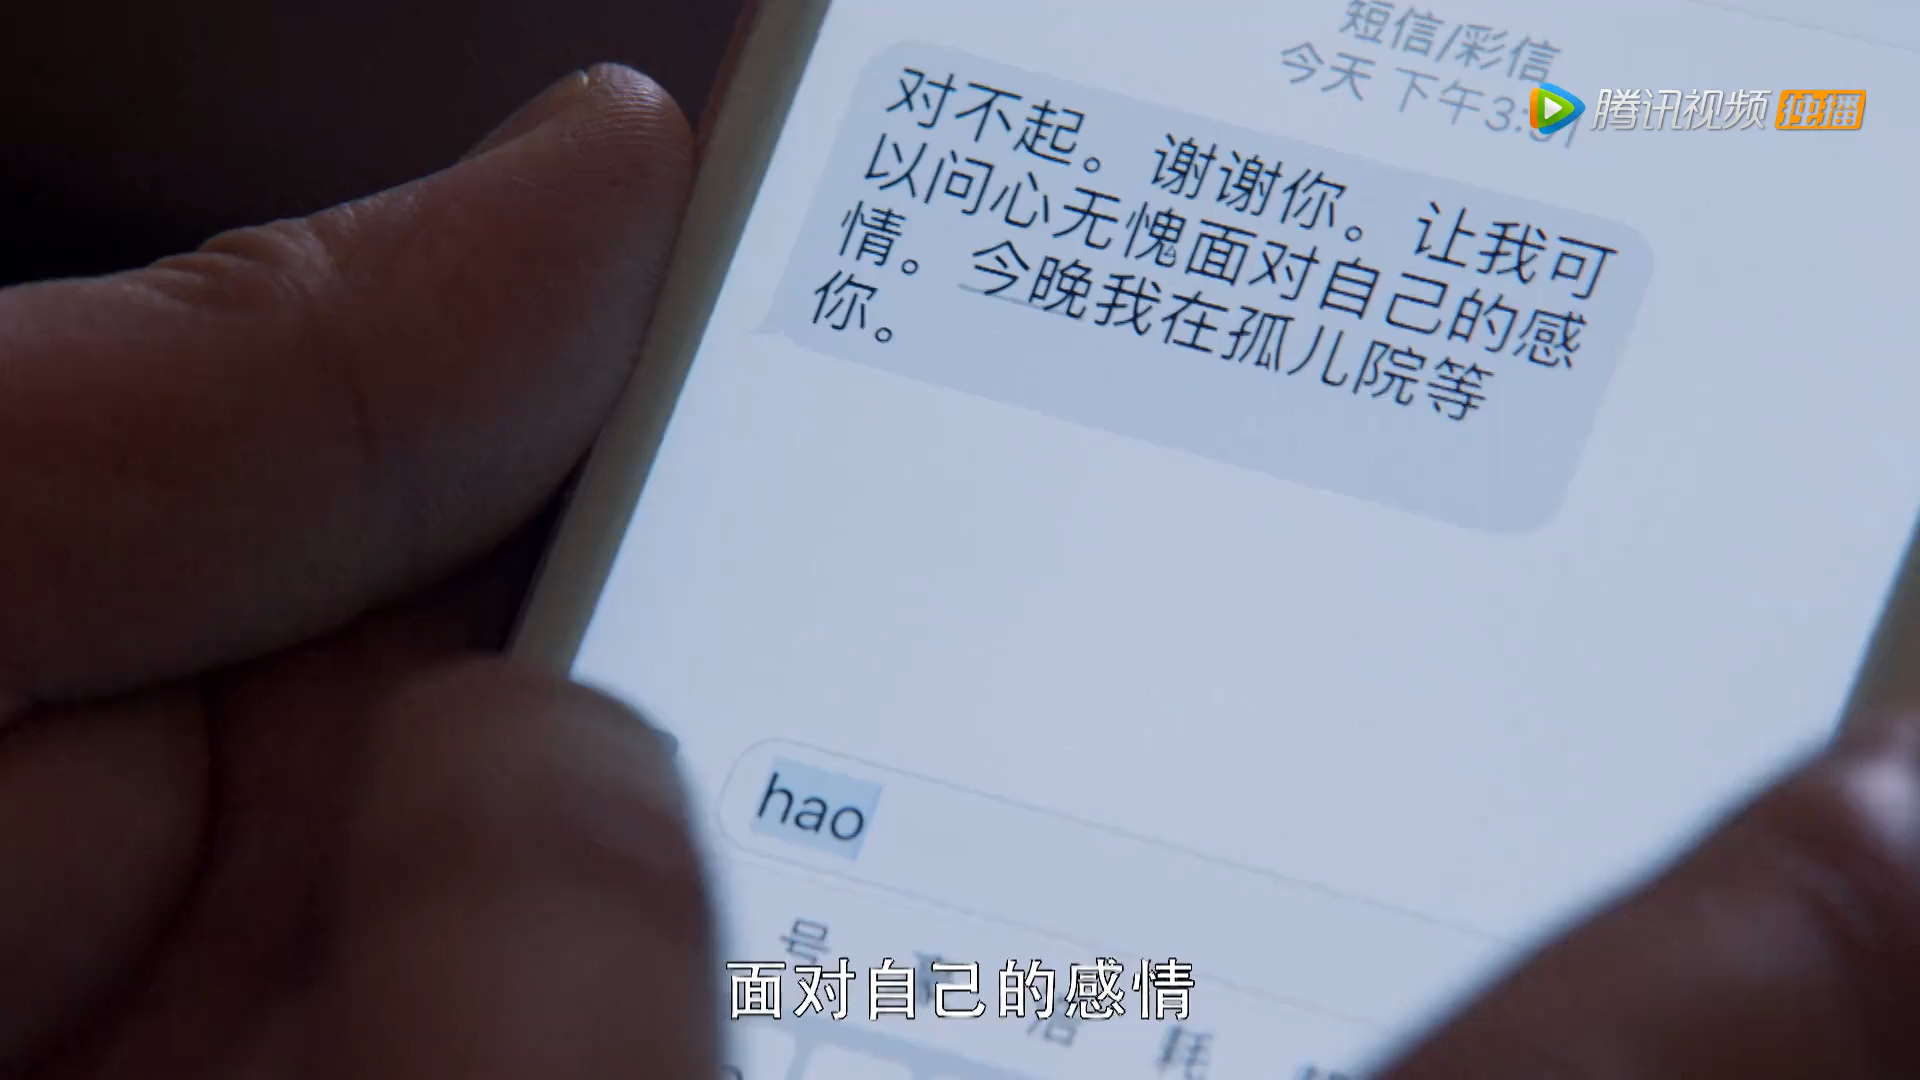 短信/彩信
今天 下午3:31
腾讯视频 独播
对不起。谢谢你。让我可
以问心无愧面对自己的感
情。今晚我在孤儿院等
你。
hao
号
耗
面对自己的感情